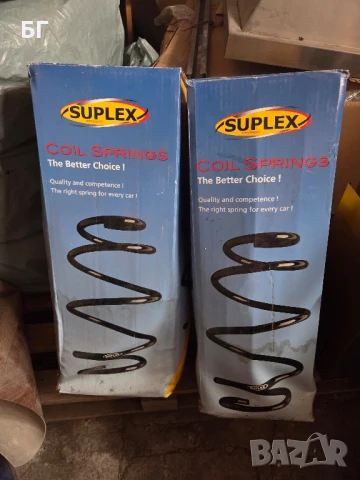 БГ
SUPLEX
COIL SPRINGS
The Better Choice !
Quality and competence !
The right spring for every car !
SUPLEX
COIL SPRINGS
The Better Choice !
Quality and competence !
The right spring for every car !
SUPLEX
BAZAR